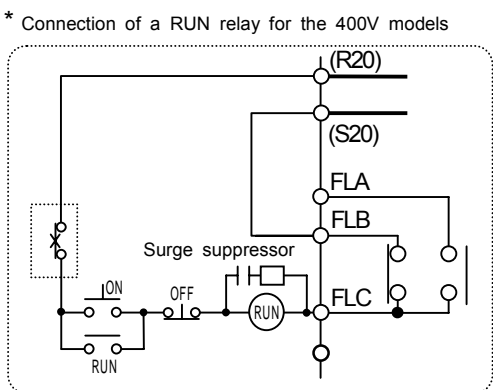 * Connection of a RUN relay for the 400V models
(R20)
(S20)
FLA
FLB
Surge suppressor
ON
OFF
RUN
FLC
RUN